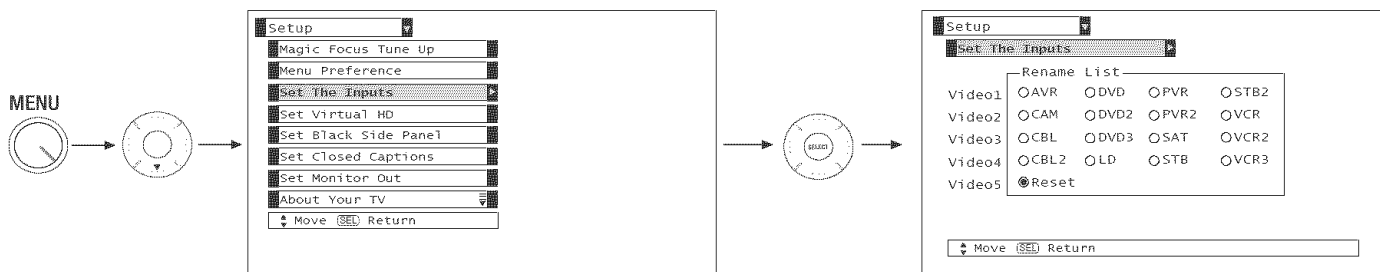 MENU
Setup
Magic Focus Tune Up
Menu Preference
Set The Inputs
Set Virtual HD
Set Black Side Panel
Set Closed Captions
Set Monitor Out
About Your TV
Move SEL Return
SELECT
Setup
Set The Inputs
Rename List
Video1 AVR DVD PVR STB2
Video2 CAM DVD2 PVR2 VCR
Video3 CBL DVD3 SAT VCR2
Video4 CBL2 LD STB VCR3
Video5 Reset
Move SEL Return